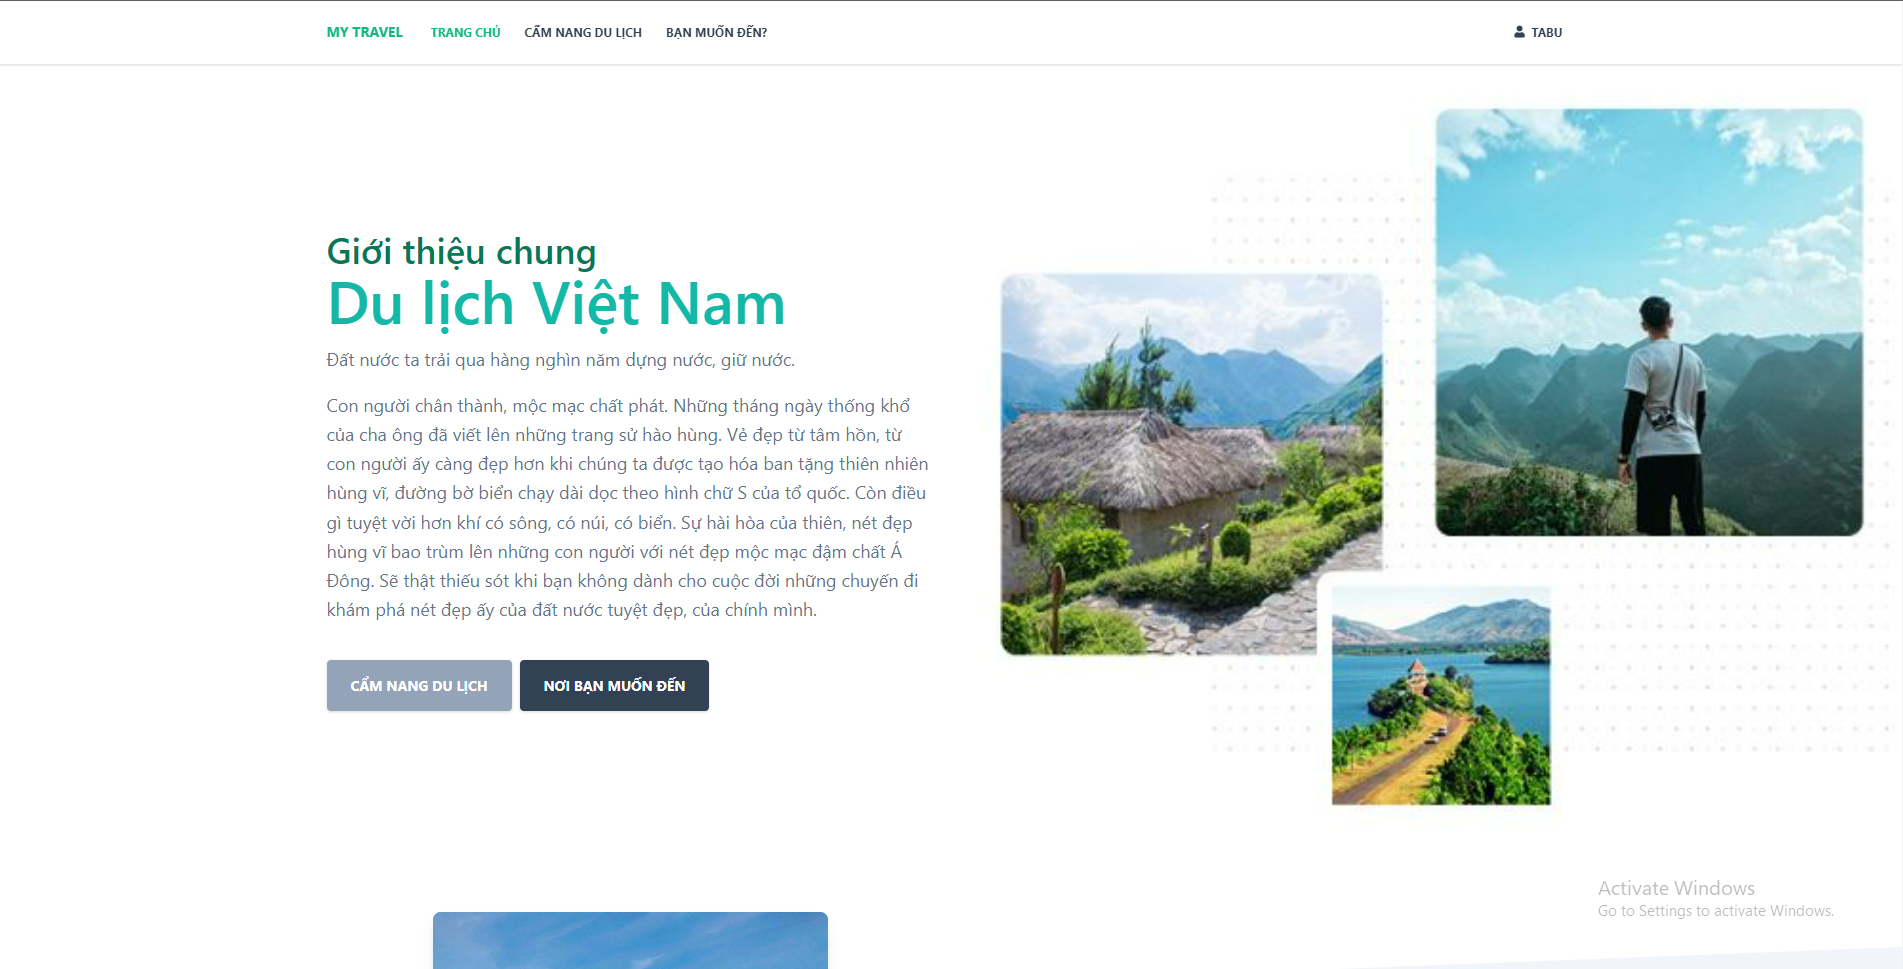 MY TRAVEL TRANG CHỦ CẨM NANG DU LỊCH BẠN MUỐN ĐẾN? TABU
Giới thiệu chung
Du lịch Việt Nam
Đất nước ta trải qua hàng nghìn năm dựng nước, giữ nước.
Con người chân thành, mộc mạc chất phát. Những tháng ngày thống khổ
của cha ông đã viết lên những trang sử hào hùng. Vẻ đẹp từ tâm hồn, từ
con người ấy càng đẹp hơn khi chúng ta được tạo hóa ban tặng thiên nhiên
hùng vĩ, đường bờ biển chạy dài dọc theo hình chữ S của tổ quốc. Còn điều
gì tuyệt vời hơn khí có sông, có núi, có biển. Sự hài hòa của thiên, nét đẹp
hùng vĩ bao trùm lên những con người với nét đẹp mộc mạc đậm chất Á
Đông. Sẽ thật thiếu sót khi bạn không dành cho cuộc đời những chuyến đi
khám phá nét đẹp ấy của đất nước tuyệt đẹp, của chính mình.
CẨM NANG DU LỊCH NƠI BẠN MUỐN ĐẾN
Activate Windows
Go to Settings to activate Windows.